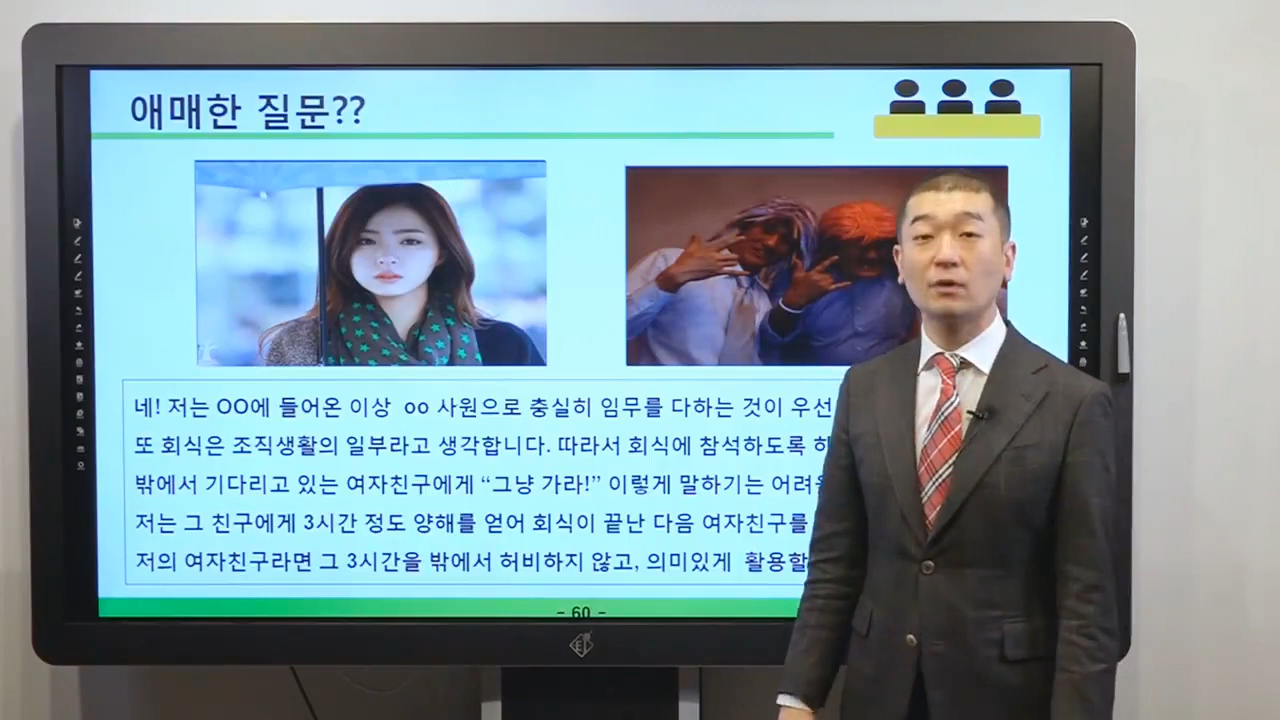 애매한 질문??
네! 저는 OO에 들어온 이상 oo 사원으로 충실히 임무를 다하는 것이 우선
또 회식은 조직생활의 일부라고 생각합니다. 따라서 회식에 참석하도록 하
밖에서 기다리고 있는 여자친구에게 “그냥 가라!” 이렇게 말하기는 어려
저는 그 친구에게 3시간 정도 양해를 얻어 회식이 끝난 다음 여자친구를
저의 여자친구라면 그 3시간을 밖에서 허비하지 않고, 의미있게 활용할
- 60 -